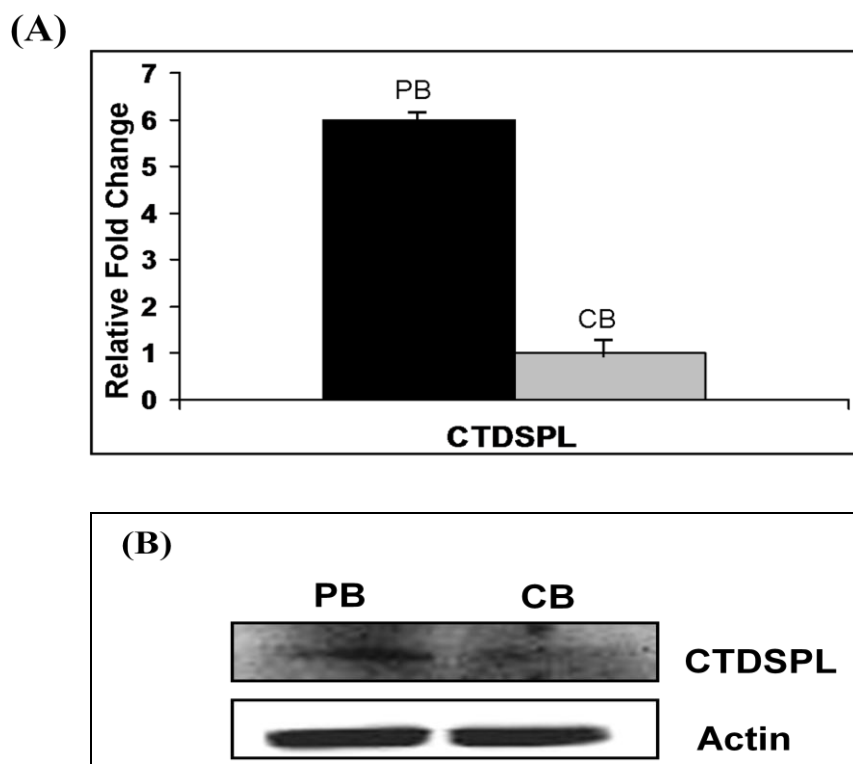 (A)
Relative Fold Change
7
6
5
4
3
2
1
0
PB
CB
CTDSPL
(B)
PB CB
CTDSPL
Actin